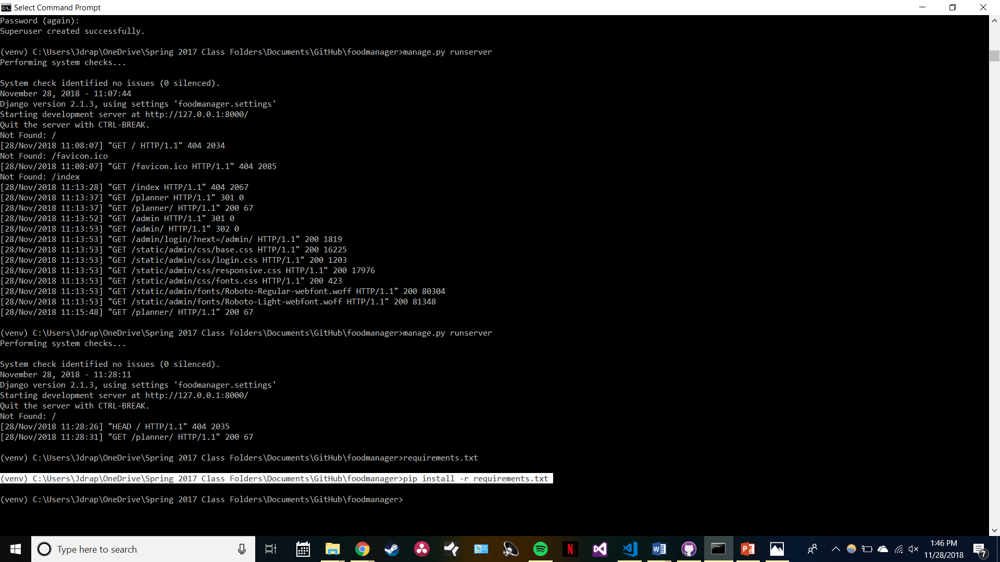 Select Command Prompt
Password (again):
Superuser created successfully.
(venv) C:\Users\Jdrap\OneDrive\Spring 2017 Class Folders\Documents\GitHub\foodmanager>manage.py runserver
Performing system checks...
System check identified no issues (0 silenced).
November 28, 2018 - 11:07:44
Django version 2.1.3, using settings 'foodmanager.settings'
Starting development server at http://127.0.0.1:8000/
Quit the server with CTRL-BREAK.
Not Found: /
[28/Nov/2018 11:08:07] "GET / HTTP/1.1" 404 2034
Not Found: /favicon.ico
[28/Nov/2018 11:08:07] "GET /favicon.ico HTTP/1.1" 404 2085
Not Found: /index
[28/Nov/2018 11:13:28] "GET /index HTTP/1.1" 404 2067
[28/Nov/2018 11:13:37] "GET /planner HTTP/1.1" 301 0
[28/Nov/2018 11:13:37] "GET /planner/ HTTP/1.1" 200 67
[28/Nov/2018 11:13:52] "GET /admin HTTP/1.1" 301 0
[28/Nov/2018 11:13:53] "GET /admin/ HTTP/1.1" 302 0
[28/Nov/2018 11:13:53] "GET /admin/login/?next=/admin/ HTTP/1.1" 200 1819
[28/Nov/2018 11:13:53] "GET /static/admin/css/base.css HTTP/1.1" 200 16225
[28/Nov/2018 11:13:53] "GET /static/admin/css/login.css HTTP/1.1" 200 1203
[28/Nov/2018 11:13:53] "GET /static/admin/css/responsive.css HTTP/1.1" 200 17976
[28/Nov/2018 11:13:53] "GET /static/admin/css/fonts.css HTTP/1.1" 200 423
[28/Nov/2018 11:13:53] "GET /static/admin/fonts/Roboto-Regular-webfont.woff HTTP/1.1" 200 80304
[28/Nov/2018 11:13:53] "GET /static/admin/fonts/Roboto-Light-webfont.woff HTTP/1.1" 200 81348
[28/Nov/2018 11:15:48] "GET /planner/ HTTP/1.1" 200 67
(venv) C:\Users\Jdrap\OneDrive\Spring 2017 Class Folders\Documents\GitHub\foodmanager>manage.py runserver
Performing system checks...
System check identified no issues (0 silenced).
November 28, 2018 - 11:28:11
Django version 2.1.3, using settings 'foodmanager.settings'
Starting development server at http://127.0.0.1:8000/
Quit the server with CTRL-BREAK.
Not Found: /
[28/Nov/2018 11:28:26] "HEAD / HTTP/1.1" 404 2035
[28/Nov/2018 11:28:31] "GET /planner/ HTTP/1.1" 200 67
(venv) C:\Users\Jdrap\OneDrive\Spring 2017 Class Folders\Documents\GitHub\foodmanager>requirements.txt
(venv) C:\Users\Jdrap\OneDrive\Spring 2017 Class Folders\Documents\GitHub\foodmanager>pip install -r requirements.txt
(venv) C:\Users\Jdrap\OneDrive\Spring 2017 Class Folders\Documents\GitHub\foodmanager>
Type here to search
1:46 PM
11/28/2018
7